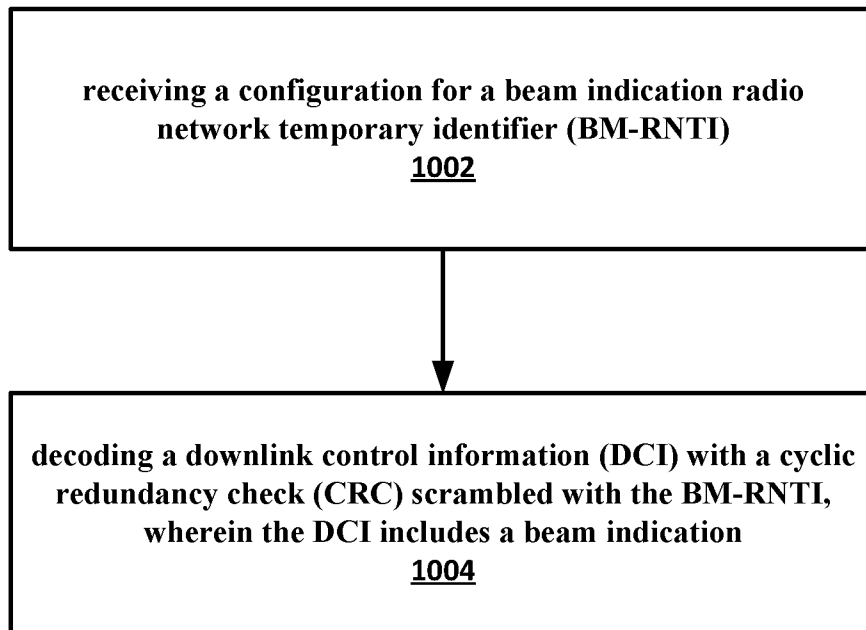 receiving a configuration for a beam indication radio
network temporary identifier (BM-RNTI)
1002
decoding a downlink control information (DCI) with a cyclic
redundancy check (CRC) scrambled with the BM-RNTI,
wherein the DCI includes a beam indication
1004